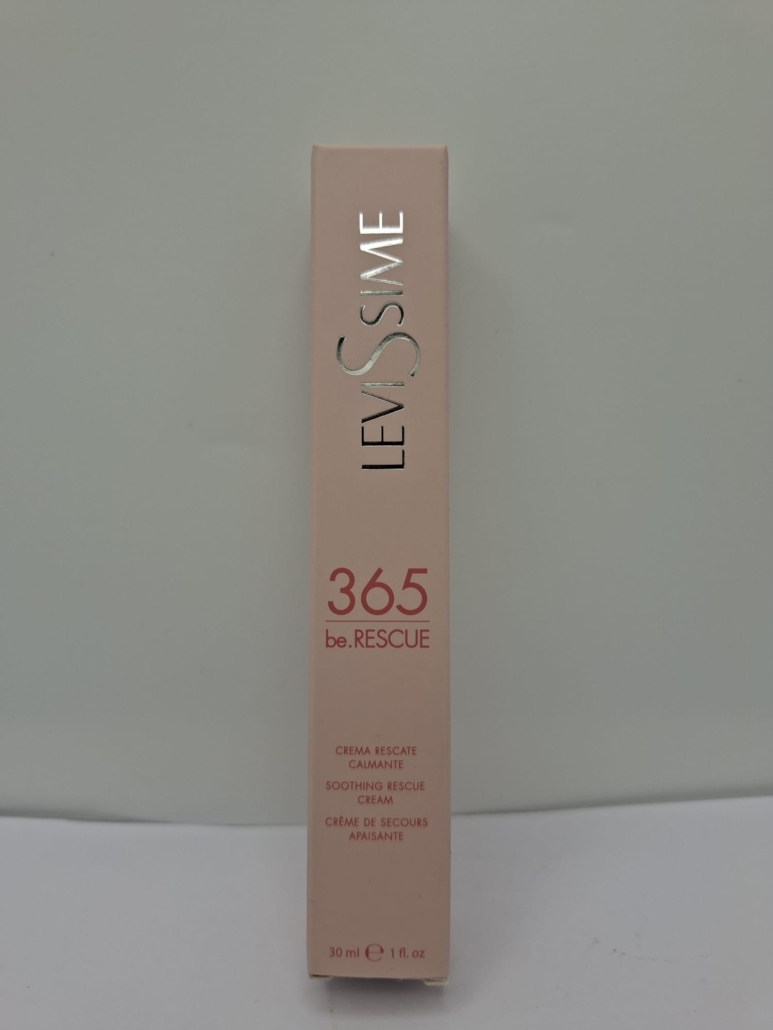 LEVISSIME
365
be.RESCUE
CREMA RESCATE
CALMANTE
SOOTHING RESCUE
CREAM
CRÈME DE SECOURS
APAISANTE
30 ml e 1 fl. oz